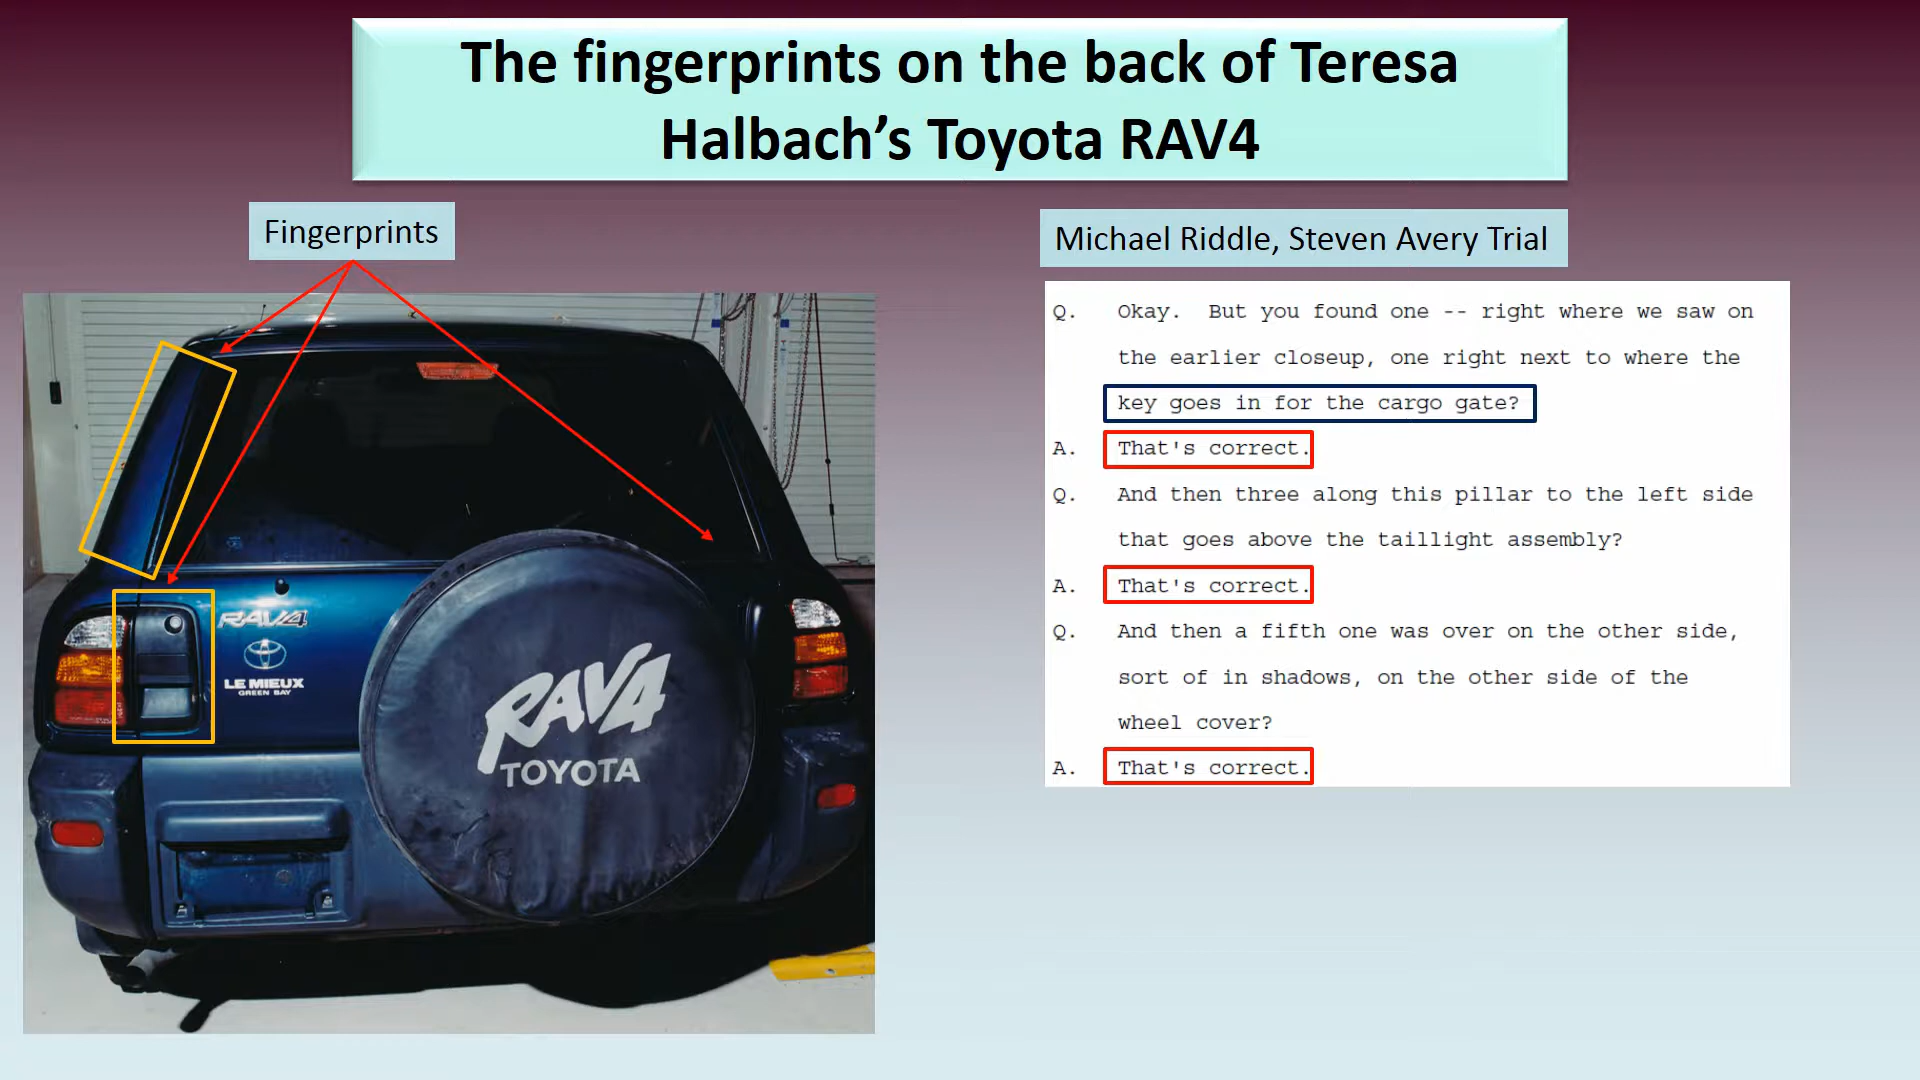 The fingerprints on the back of Teresa
Halbach’s Toyota RAV4
Fingerprints
RAV4
LE MIEUX
GREEN BAY
RAV4
TOYOTA
Michael Riddle, Steven Avery Trial
Q. Okay. But you found one -- right where we saw on
the earlier closeup, one right next to where the
key goes in for the cargo gate?
A. That's correct.
Q. And then three along this pillar to the left side
that goes above the taillight assembly?
A. That's correct.
Q. And then a fifth one was over on the other side,
sort of in shadows, on the other side of the
wheel cover?
A. That's correct.